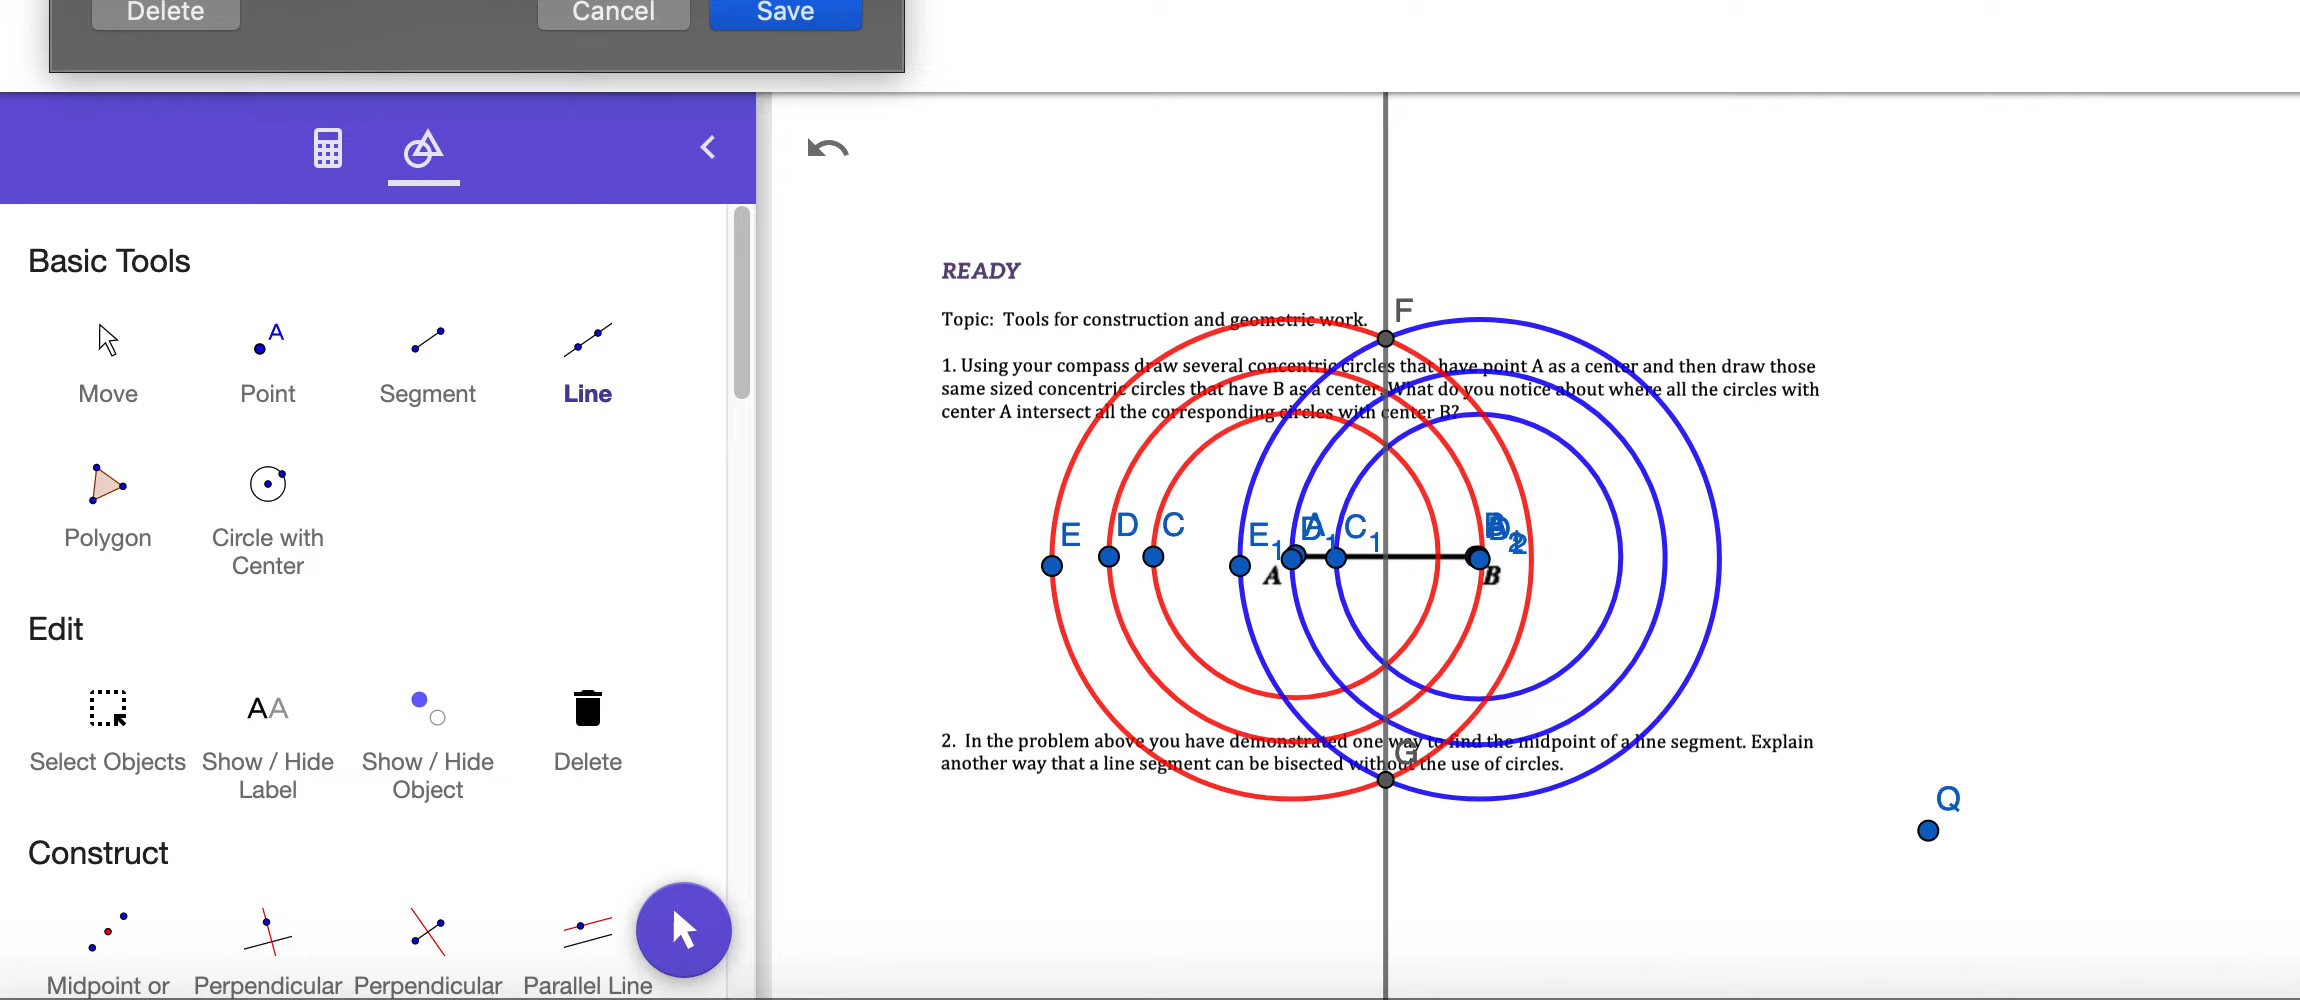 Delete
Cancel
Save
Basic Tools
Move
A
Point
Segment
Line
Polygon
Circle with
Center
Edit
Select Objects
AA
Show / Hide
Label
Show / Hide
Object
Delete
Construct
Midpoint or
Perpendicular
Perpendicular
Parallel Line
READY
Topic: Tools for construction and geometric work.
1. Using your compass draw several concentric circles that have point A as a center and then draw those
same sized concentric circles that have B as a center. What do you notice about where all the circles with
center A intersect all the corresponding circles with center B?
F
E
D
C
E₁
D₁
A
C₁
A
B
2. In the problem above you have demonstrated one way to find the midpoint of a line segment. Explain
another way that a line segment can be bisected without the use of circles.
G
Q